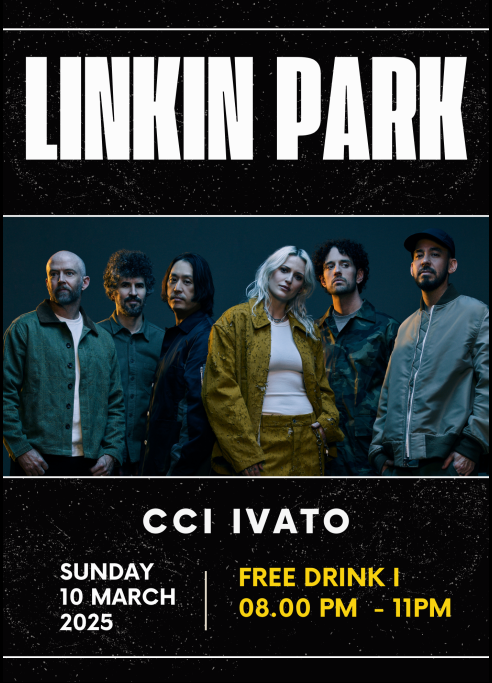 LINKIN PARK
CCI IVATO
SUNDAY
10 MARCH
2025
FREE DRINK I
08.00 PM - 11PM